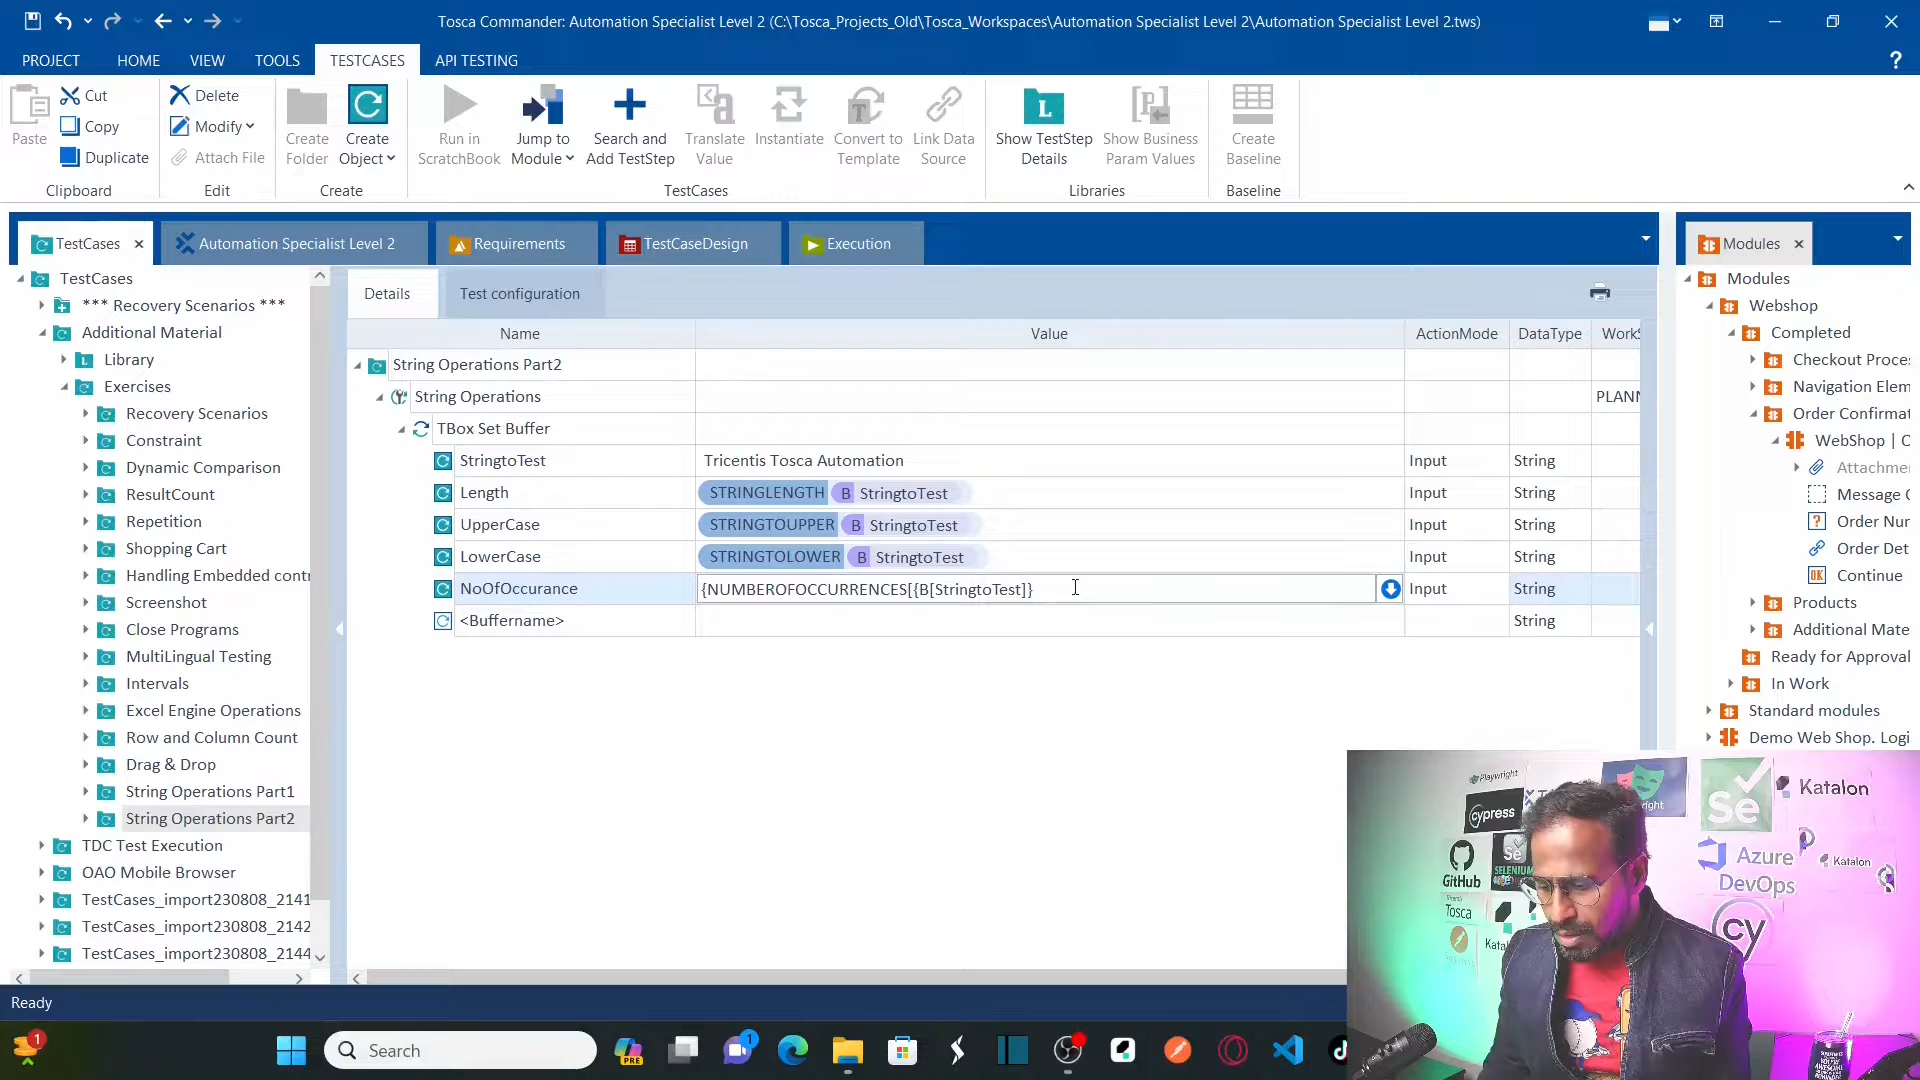 Tosca Commander: Automation Specialist Level 2 (C:\Tosca_Projects_Old\Tosca_Workspaces\Automation Specialist Level 2\Automation Specialist Level 2.tws)
PROJECT HOME VIEW TOOLS TESTCASES API TESTING ?
Paste
Cut
Copy
Duplicate
Clipboard
Delete
Modify
Attach File
Edit
Create Folder
Create Object
Create
Run in ScratchBook
Jump to Module
Search and Add TestStep
Translate Value
Instantiate
Convert to Template
Link Data Source
TestCases
Show TestStep Details
Show Business Param Values
Libraries
Create Baseline
Baseline
TestCases
Automation Specialist Level 2
Requirements
TestCaseDesign
Execution
Modules
TestCases
*** Recovery Scenarios ***
Additional Material
Library
Exercises
Recovery Scenarios
Constraint
Dynamic Comparison
ResultCount
Repetition
Shopping Cart
Handling Embedded contr
Screenshot
Close Programs
MultiLingual Testing
Intervals
Excel Engine Operations
Row and Column Count
Drag & Drop
String Operations Part1
String Operations Part2
TDC Test Execution
OAO Mobile Browser
TestCases_import230808_2141
TestCases_import230808_2142
TestCases_import230808_2144
Details Test configuration
Name Value ActionMode DataType WorkS
String Operations Part2
String Operations PLANN
TBox Set Buffer
StringtoTest Tricentis Tosca Automation Input String
Length STRINGLENGTH B StringtoTest Input String
UpperCase STRINGTOUPPER B StringtoTest Input String
LowerCase STRINGTOLOWER B StringtoTest Input String
NoOfOccurance {NUMBEROFOCCURRENCES[{B[StringtoTest]} Input String
<Buffername> String
Modules
Webshop
Completed
Checkout Proce
Navigation Elem
Order Confirmat
WebShop | O
Attachme
Message C
Order Nur
Order Det
OK Continue
Products
Additional Mate
Ready for Approval
In Work
Standard modules
Demo Web Shop. Logi
Playwright
cypress
Se
Katalon
GitHub
Se
SELENIUM
Tosca
Azure DevOps
Katalon
cy
Ready
1
Search
PRE
1